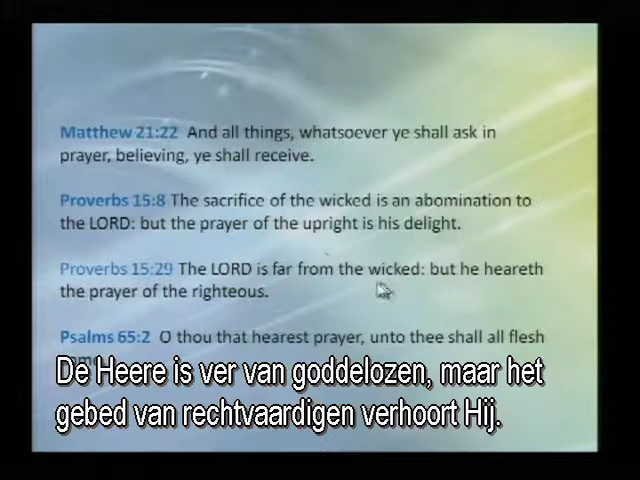 Matthew 21:22 And all things, whatsoever ye shall ask in
prayer, believing, ye shall receive.
Proverbs 15:8 The sacrifice of the wicked is an abomination to
the LORD: but the prayer of the upright is his delight.
Proverbs 15:29 The LORD is far from the wicked: but he heareth
the prayer of the righteous.
Psalms 65:2 O thou that hearest prayer, unto thee shall all flesh
De Heere is ver van goddelozen, maar het
gebed van rechtvaardigen verhoort Hij.